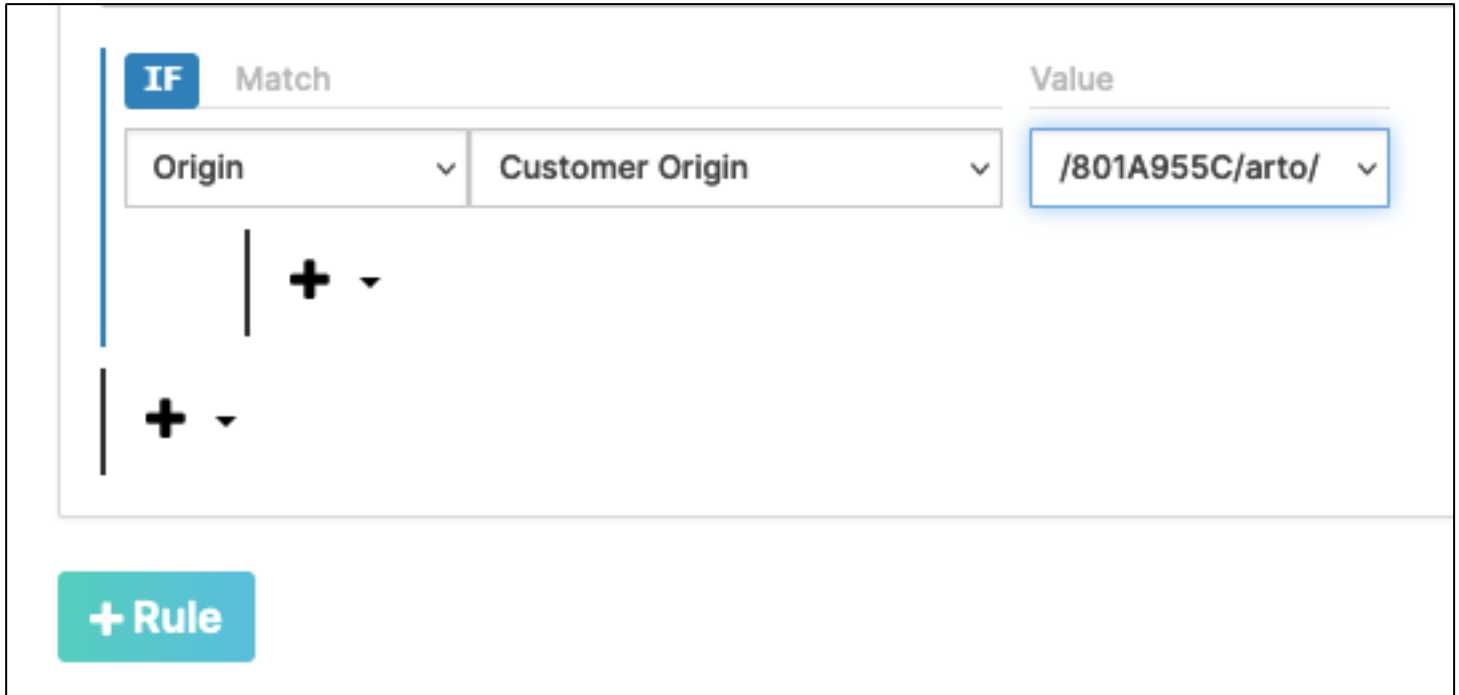 IF Match Value
Origin Customer Origin /801A955C/arto/
+ Rule